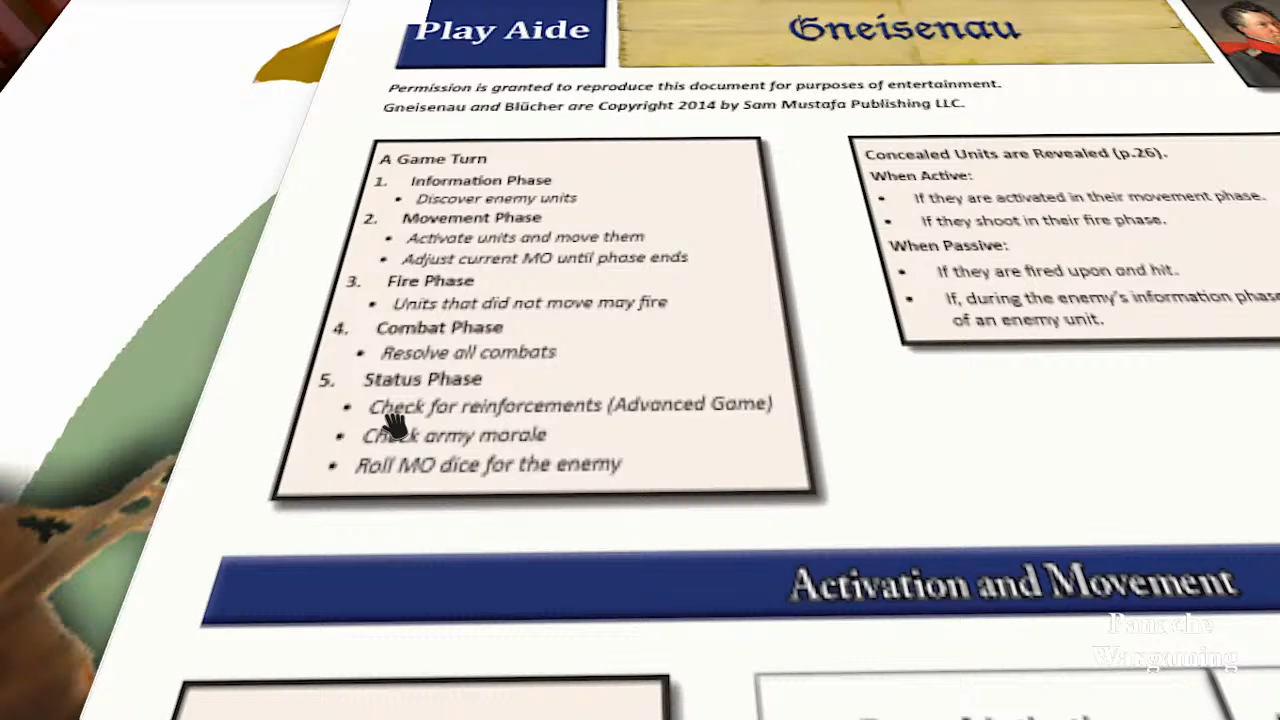 Play Aide
Gneisenau
Permission is granted to reproduce this document for purposes of entertainment.
Gneisenau and Blücher are Copyright 2014 by Sam Mustafa Publishing LLC.
A Game Turn
1. Information Phase
• Discover enemy units
2. Movement Phase
• Activate units and move them
• Adjust current MO until phase ends
3. Fire Phase
• Units that did not move may fire
4. Combat Phase
• Resolve all combats
5. Status Phase
• Check for reinforcements (Advanced Game)
• Check army morale
• Roll MO dice for the enemy
Concealed Units are Revealed (p.26).
When Active:
• If they are activated in their movement phase.
• If they shoot in their fire phase.
When Passive:
• If they are fired upon and hit.
• If, during the enemy's information phase
of an enemy unit.
Activation and Movement
Panoche
Wargaming